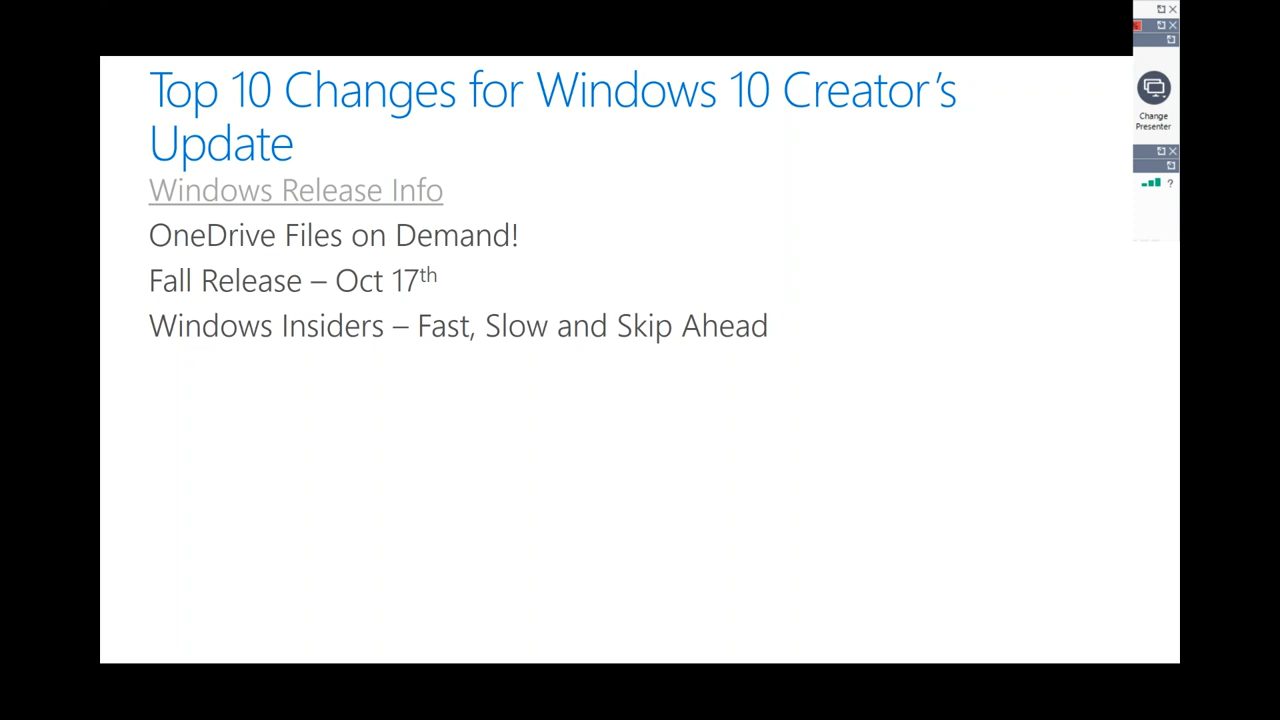 Top 10 Changes for Windows 10 Creator’s
Update
Windows Release Info
OneDrive Files on Demand!
Fall Release – Oct 17th
Windows Insiders – Fast, Slow and Skip Ahead
Change
Presenter
?